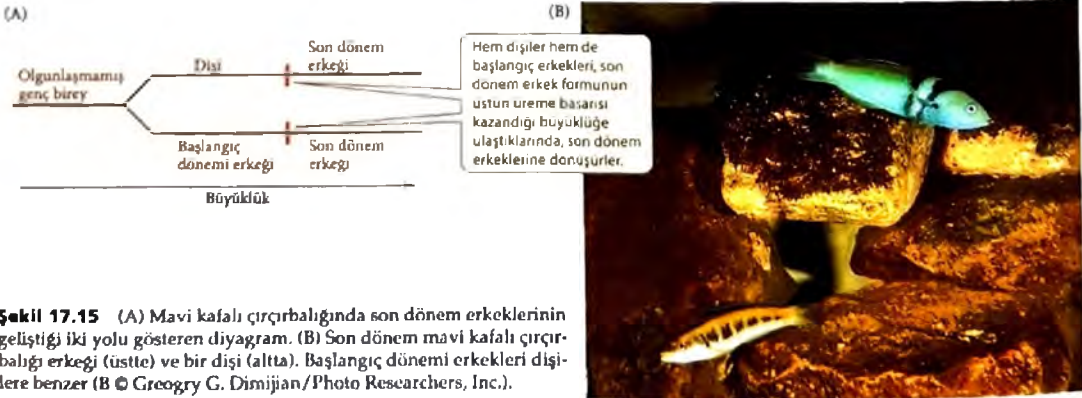 (A)
Olgunlaşmamış
genç birey
Dişi
Son dönem
erkeği
Başlangıç
dönemi erkeği
Son dönem
erkeği
Büyüklük
Hem dişiler hem de
başlangıç erkekleri, son
dönem erkek formunun
üstün üreme başarısı
kazandığı büyüklüğe
ulaştıklarında, son dönem
erkeklerine dönüşürler.
(B)
Şekil 17.15 (A) Mavi kafalı çırçırbalığında son dönem erkeklerinin
geliştiği iki yolu gösteren diyagram. (B) Son dönem mavi kafalı çırçır-
balığı erkeği (üstte) ve bir dişi (altta). Başlangıç dönemi erkekleri dişi-
lere benzer (B © Greogry G. Dimijian/Photo Researchers, Inc.).